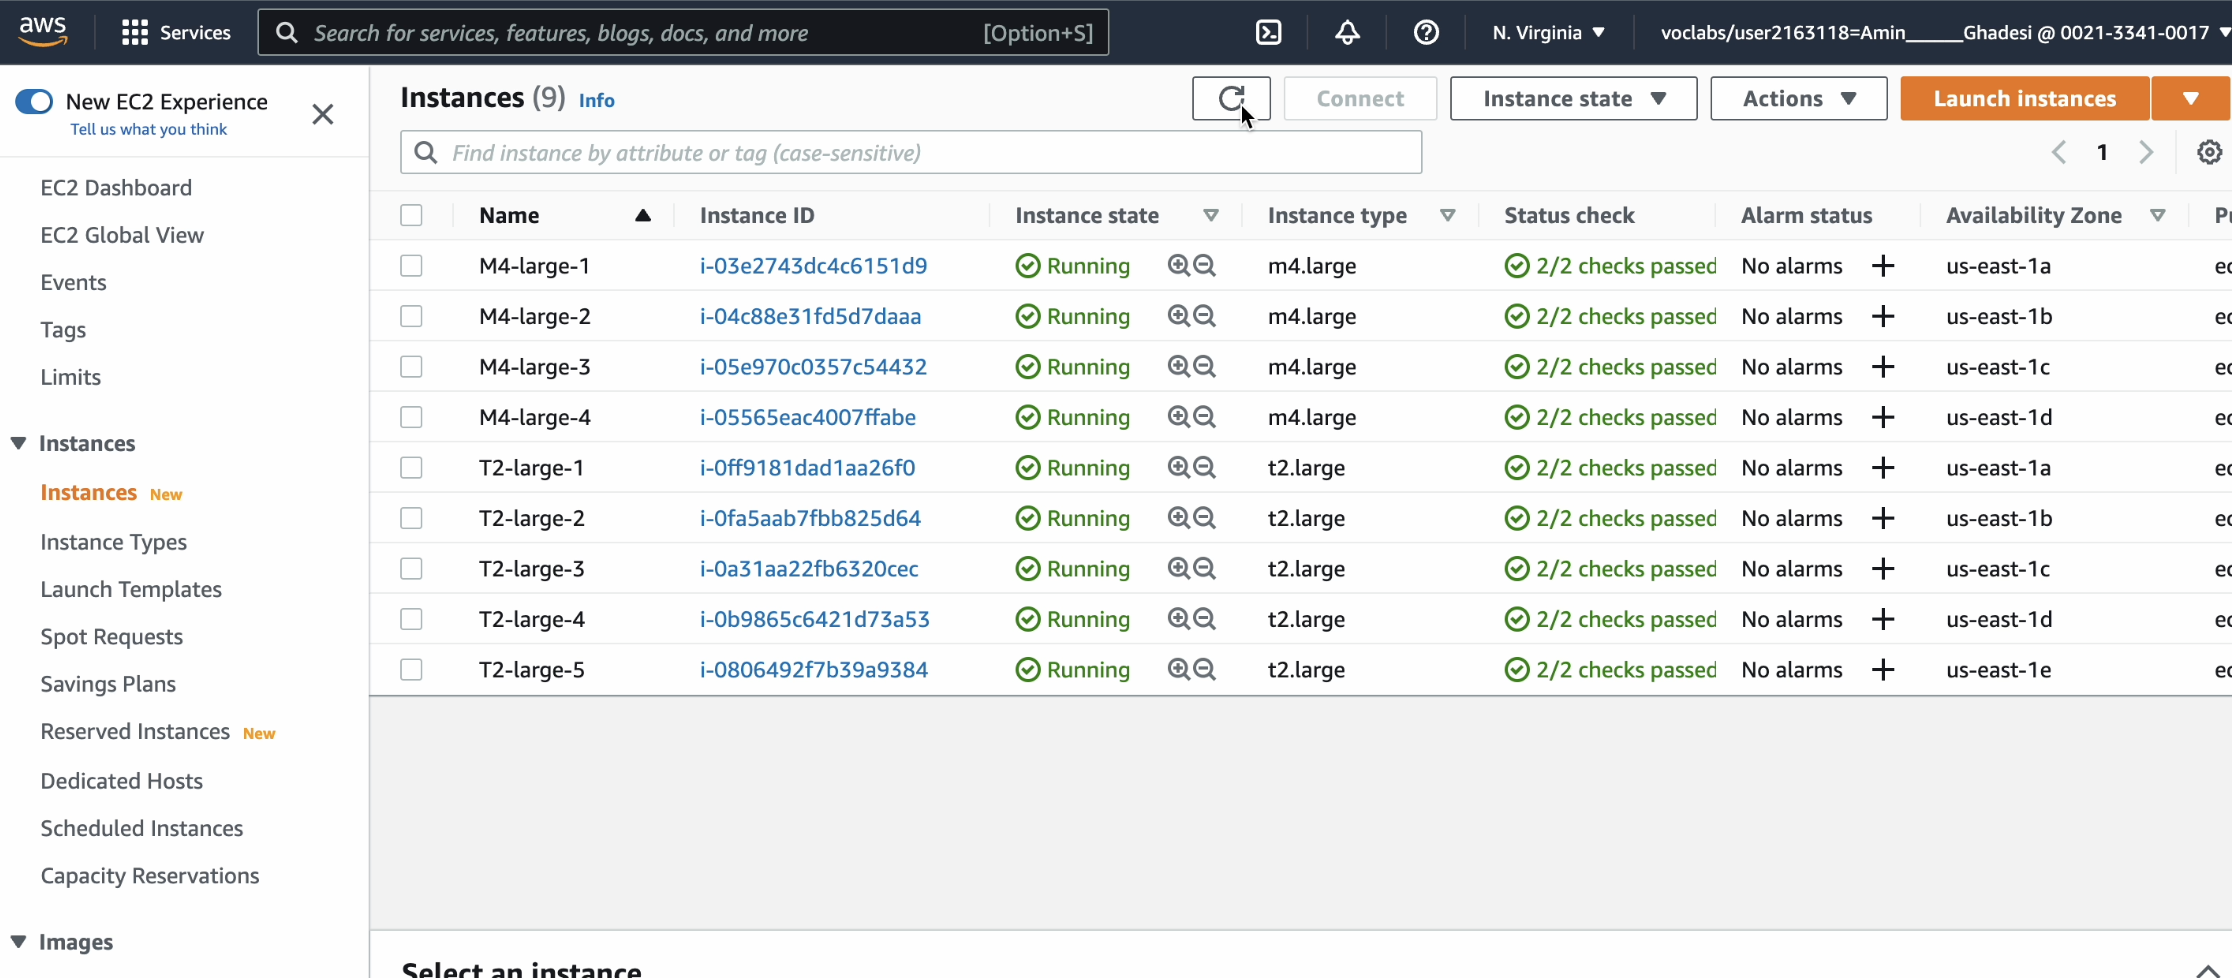 aws
Services
Search for services, features, blogs, docs, and more [Option+S]
N. Virginia
voclabs/user2163118=Amin_____Ghadesi @ 0021-3341-0017
New EC2 Experience
Tell us what you think
EC2 Dashboard
EC2 Global View
Events
Tags
Limits
Instances
Instances New
Instance Types
Launch Templates
Spot Requests
Savings Plans
Reserved Instances New
Dedicated Hosts
Scheduled Instances
Capacity Reservations
Images
Instances (9) Info
Connect
Instance state
Actions
Launch instances
Find instance by attribute or tag (case-sensitive)
1
Name Instance ID Instance state Instance type Status check Alarm status Availability Zone
M4-large-1 i-03e2743dc4c6151d9 Running m4.large 2/2 checks passed No alarms + us-east-1a
M4-large-2 i-04c88e31fd5d7daaa Running m4.large 2/2 checks passed No alarms + us-east-1b
M4-large-3 i-05e970c0357c54432 Running m4.large 2/2 checks passed No alarms + us-east-1c
M4-large-4 i-05565eac4007ffabe Running m4.large 2/2 checks passed No alarms + us-east-1d
T2-large-1 i-0ff9181dad1aa26f0 Running t2.large 2/2 checks passed No alarms + us-east-1a
T2-large-2 i-0fa5aab7fbb825d64 Running t2.large 2/2 checks passed No alarms + us-east-1b
T2-large-3 i-0a31aa22fb6320cec Running t2.large 2/2 checks passed No alarms + us-east-1c
T2-large-4 i-0b9865c6421d73a53 Running t2.large 2/2 checks passed No alarms + us-east-1d
T2-large-5 i-0806492f7b39a9384 Running t2.large 2/2 checks passed No alarms + us-east-1e
Select an instance